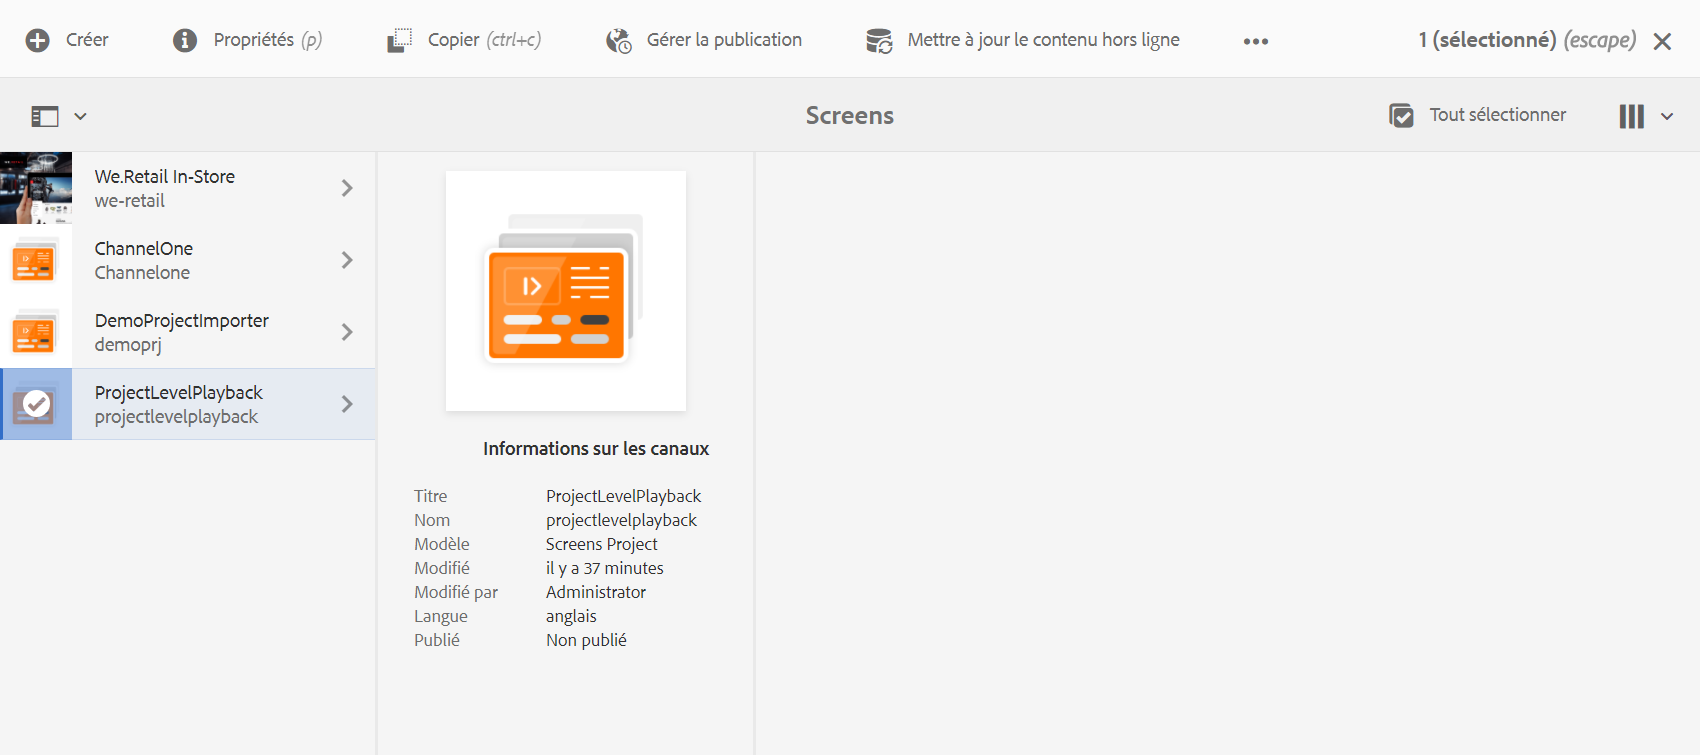 Créer
Propriétés (p)
Copier (ctrl+c)
Gérer la publication
Mettre à jour le contenu hors ligne
1 (sélectionné) (escape)
Screens
Tout sélectionner
We.Retail In-Store
we-retail
ChannelOne
Channelone
DemoProjectImporter
demoprj
ProjectLevelPlayback
projectlevelplayback
Informations sur les canaux
Titre ProjectLevelPlayback
Nom projectlevelplayback
Modèle Screens Project
Modifié il y a 37 minutes
Modifié par Administrator
Langue anglais
Publié Non publié